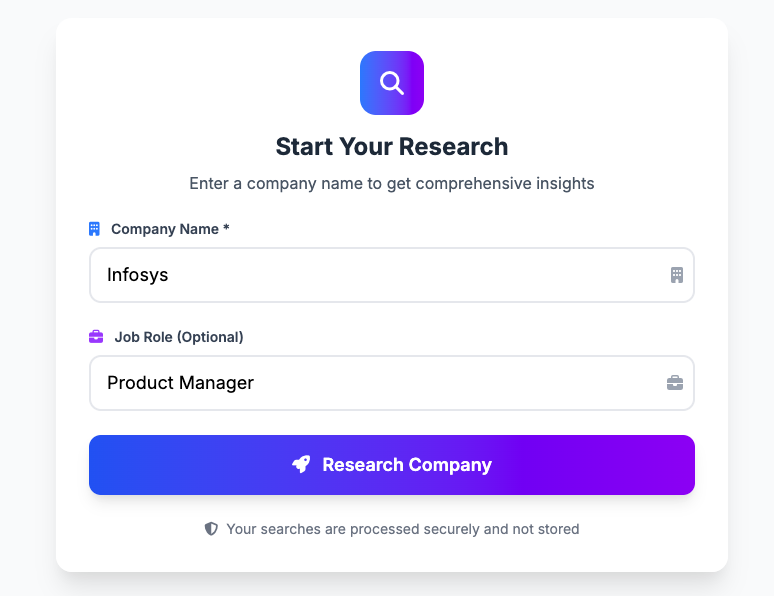 Start Your Research
Enter a company name to get comprehensive insights
Company Name *
Infosys
Job Role (Optional)
Product Manager
Research Company
Your searches are processed securely and not stored